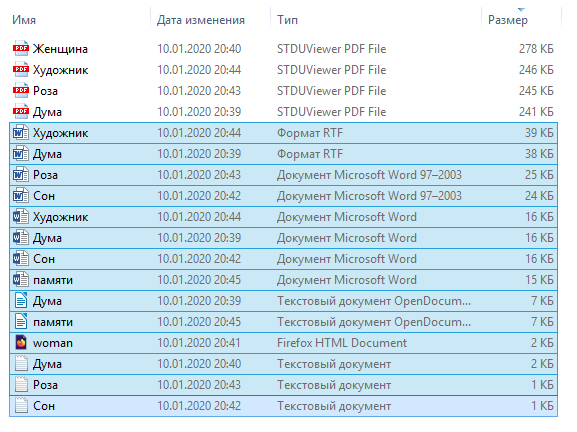 Имя Дата изменения Тип Размер
PDF Женщина 10.01.2020 20:40 STDUViewer PDF File 278 КБ
PDF Художник 10.01.2020 20:44 STDUViewer PDF File 246 КБ
PDF Роза 10.01.2020 20:43 STDUViewer PDF File 245 КБ
PDF Дума 10.01.2020 20:39 STDUViewer PDF File 241 КБ
Художник 10.01.2020 20:44 Формат RTF 39 КБ
Дума 10.01.2020 20:39 Формат RTF 38 КБ
Роза 10.01.2020 20:43 Документ Microsoft Word 97–2003 25 КБ
Сон 10.01.2020 20:42 Документ Microsoft Word 97–2003 24 КБ
Художник 10.01.2020 20:44 Документ Microsoft Word 16 КБ
Дума 10.01.2020 20:39 Документ Microsoft Word 16 КБ
Сон 10.01.2020 20:42 Документ Microsoft Word 16 КБ
памяти 10.01.2020 20:45 Документ Microsoft Word 15 КБ
Дума 10.01.2020 20:39 Текстовый документ OpenDocum... 7 КБ
памяти 10.01.2020 20:45 Текстовый документ OpenDocum... 7 КБ
woman 10.01.2020 20:41 Firefox HTML Document 2 КБ
Дума 10.01.2020 20:40 Текстовый документ 2 КБ
Роза 10.01.2020 20:43 Текстовый документ 1 КБ
Сон 10.01.2020 20:42 Текстовый документ 1 КБ